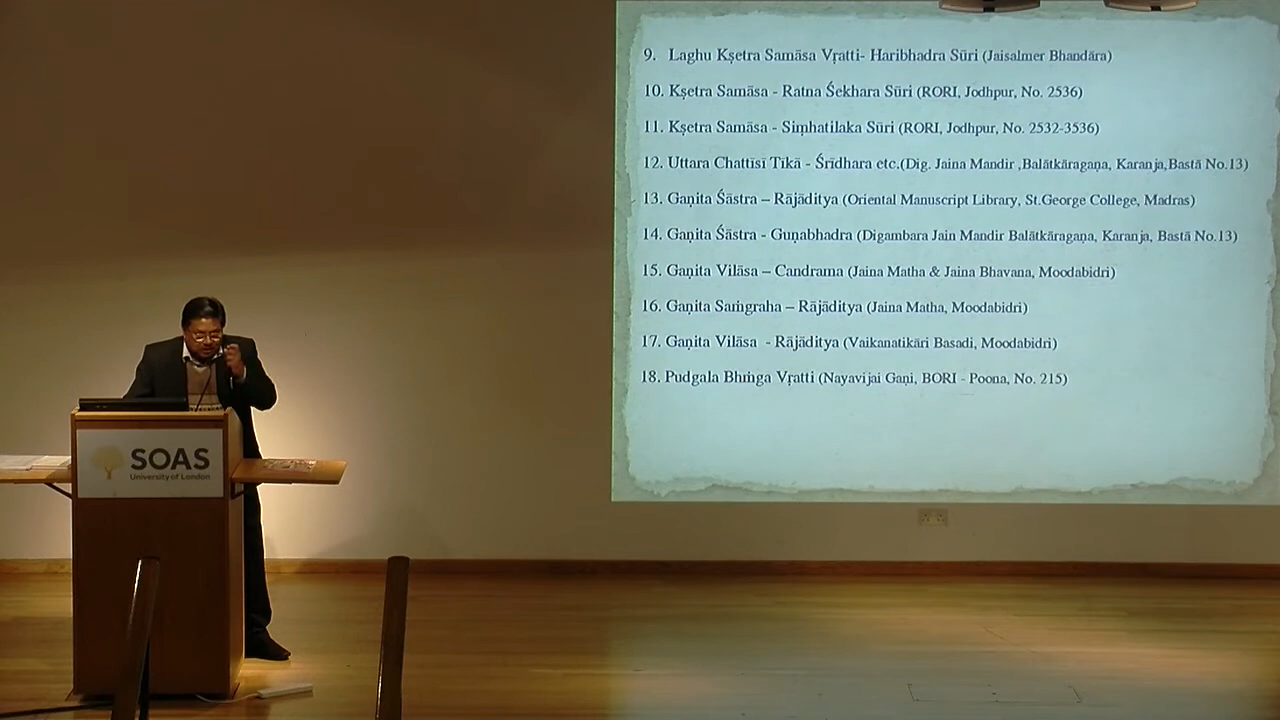 9. Laghu Kṣetra Samāsa Vṛatti- Haribhadra Sūri (Jaisalmer Bhandāra)
10. Kṣetra Samāsa - Ratna Śekhara Sūri (RORI, Jodhpur, No. 2536)
11. Kṣetra Samāsa - Siṃhatilaka Sūri (RORI, Jodhpur, No. 2532-3536)
12. Uttara Chattīsī Tikā - Śrīdhara etc.(Dig. Jaina Mandir ,Balātkāragaṇa, Karanja,Bastā No.13)
13. Gaṇita Śāstra – Rājāditya (Oriental Manuscript Library, St.George College, Madras)
14. Gaṇita Śāstra - Guṇabhadra (Digambara Jain Mandir Balātkāragaṇa, Karanja, Bastā No.13)
15. Gaṇita Vilāsa – Candrama (Jaina Matha & Jaina Bhavana, Moodabidri)
16. Gaṇita Saṁgraha – Rājāditya (Jaina Matha, Moodabidri)
17. Gaṇita Vilāsa - Rājāditya (Vaikanatikāri Basadi, Moodabidri)
18. Pudgala Bhṁga Vṛatti (Nayavijai Gaṇi, BORI - Poona, No. 215)
SOAS
University of London